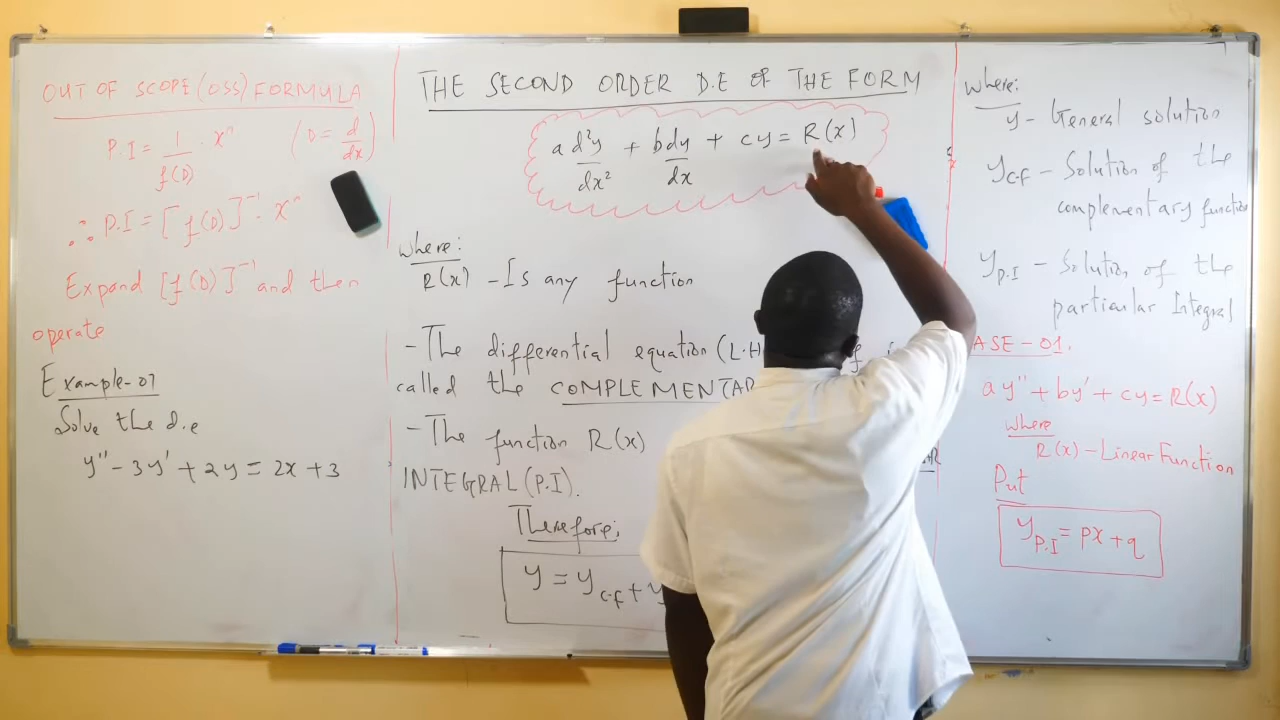 OUT OF SCOPE (OSS) FORMULA
P.I = 1/f(D) . xⁿ (D = d/dx)
∴ P.I = [f(D)]⁻¹. xⁿ
Expand [f(D)]⁻¹ and then
operate
Example-01
Solve the d.e
y'' - 3y' + 2y = 2x + 3
THE SECOND ORDER D.E OF THE FORM
a d²y/dx² + b dy/dx + cy = R(x)
where:
R(x) - Is any function
- The differential equation (L.H
called the COMPLEMENTAR
- The function R(x)
INTEGRAL (P.I).
Therefore;
y = y c.f + y
where:
y - General solution
y c.f - Solution of the
complementary function
y P.I - Solution of the
particular Integral
ASE-01.
ay'' + by' + cy = R(x)
where
R(x) - Linear Function
Put
y P.I = px + q